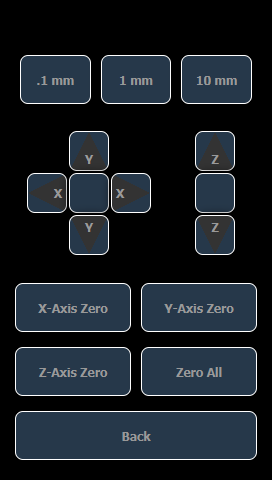 .1 mm 1 mm 10 mm
Y Z
X X
Y Z
X-Axis Zero Y-Axis Zero
Z-Axis Zero Zero All
Back